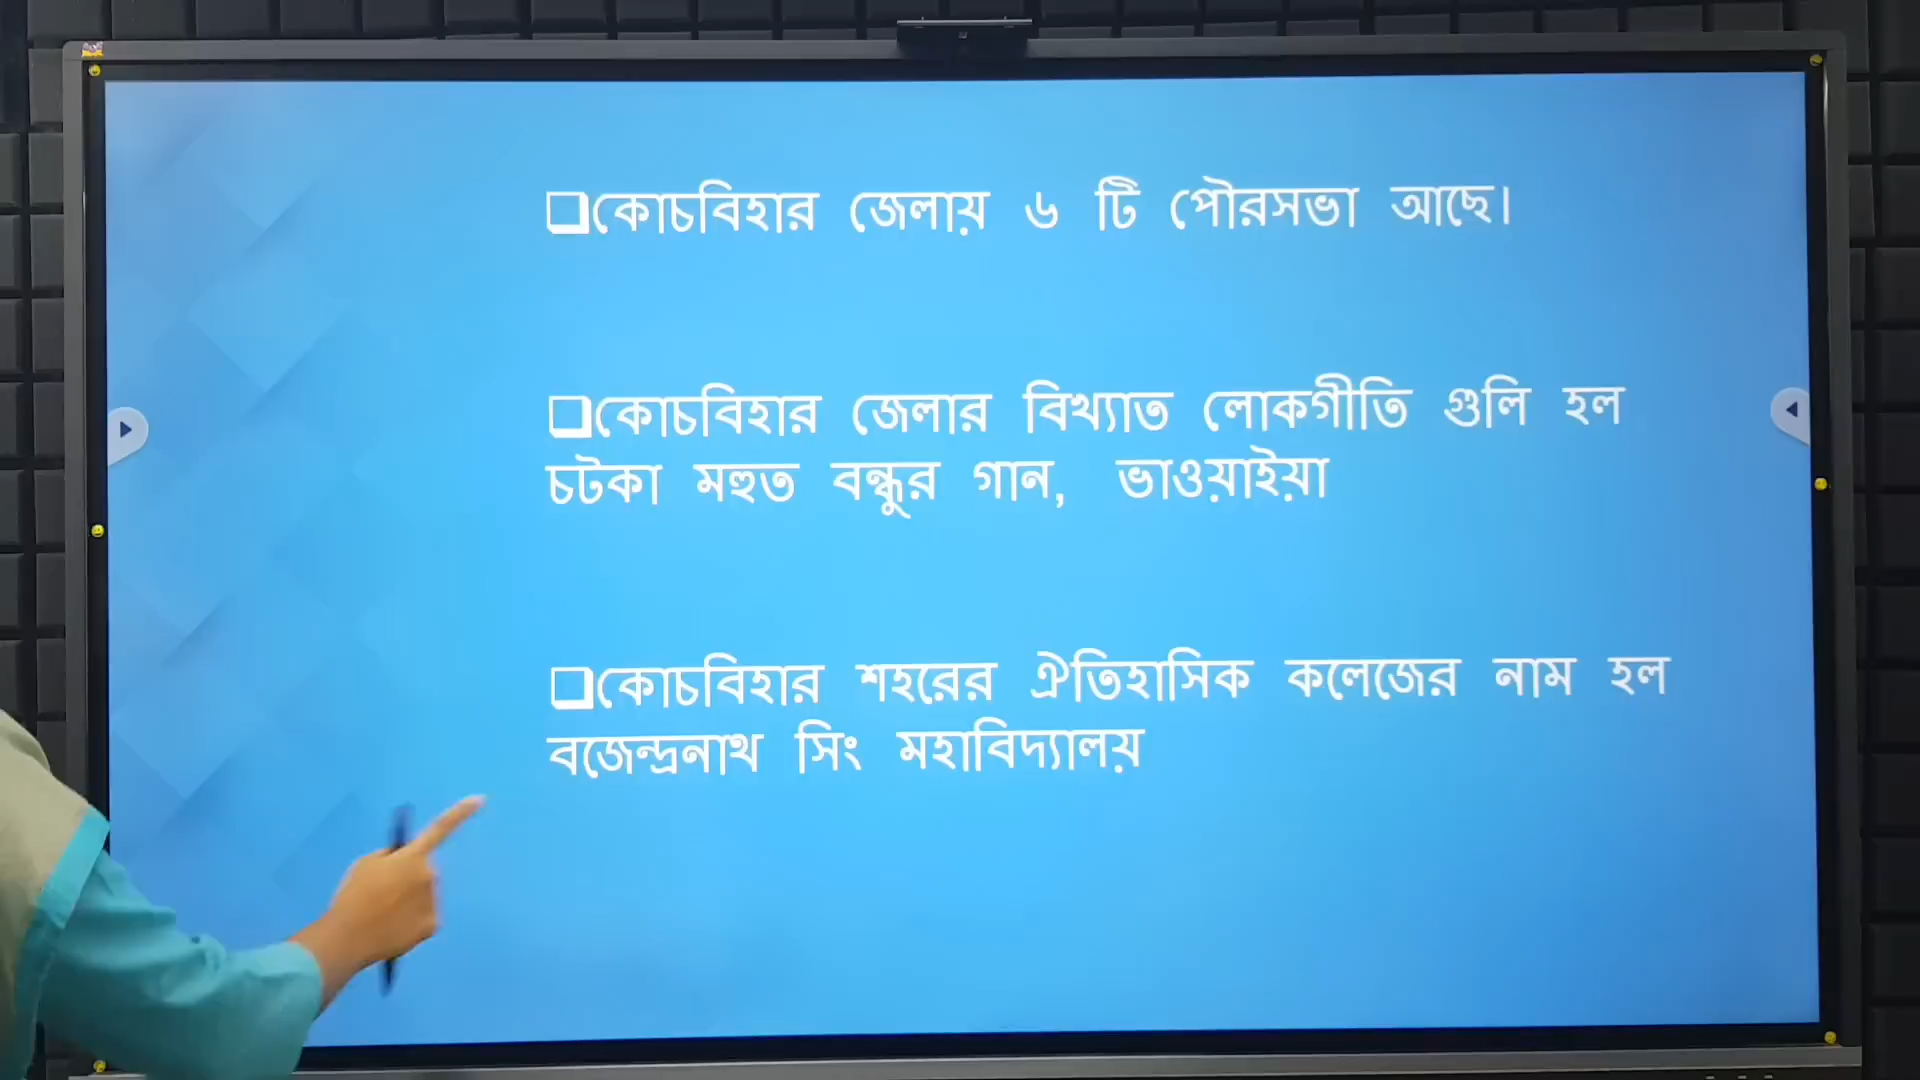 ❑কোচবিহার জেলায় ৬ টি পৌরসভা আছে।
❑কোচবিহার জেলার বিখ্যাত লোকগীতি গুলি হল
চটকা মহুত বন্ধুর গান, ভাওয়াইয়া
❑কোচবিহার শহরের ঐতিহাসিক কলেজের নাম হল
বজেন্দ্রনাথ সিং মহাবিদ্যালয়